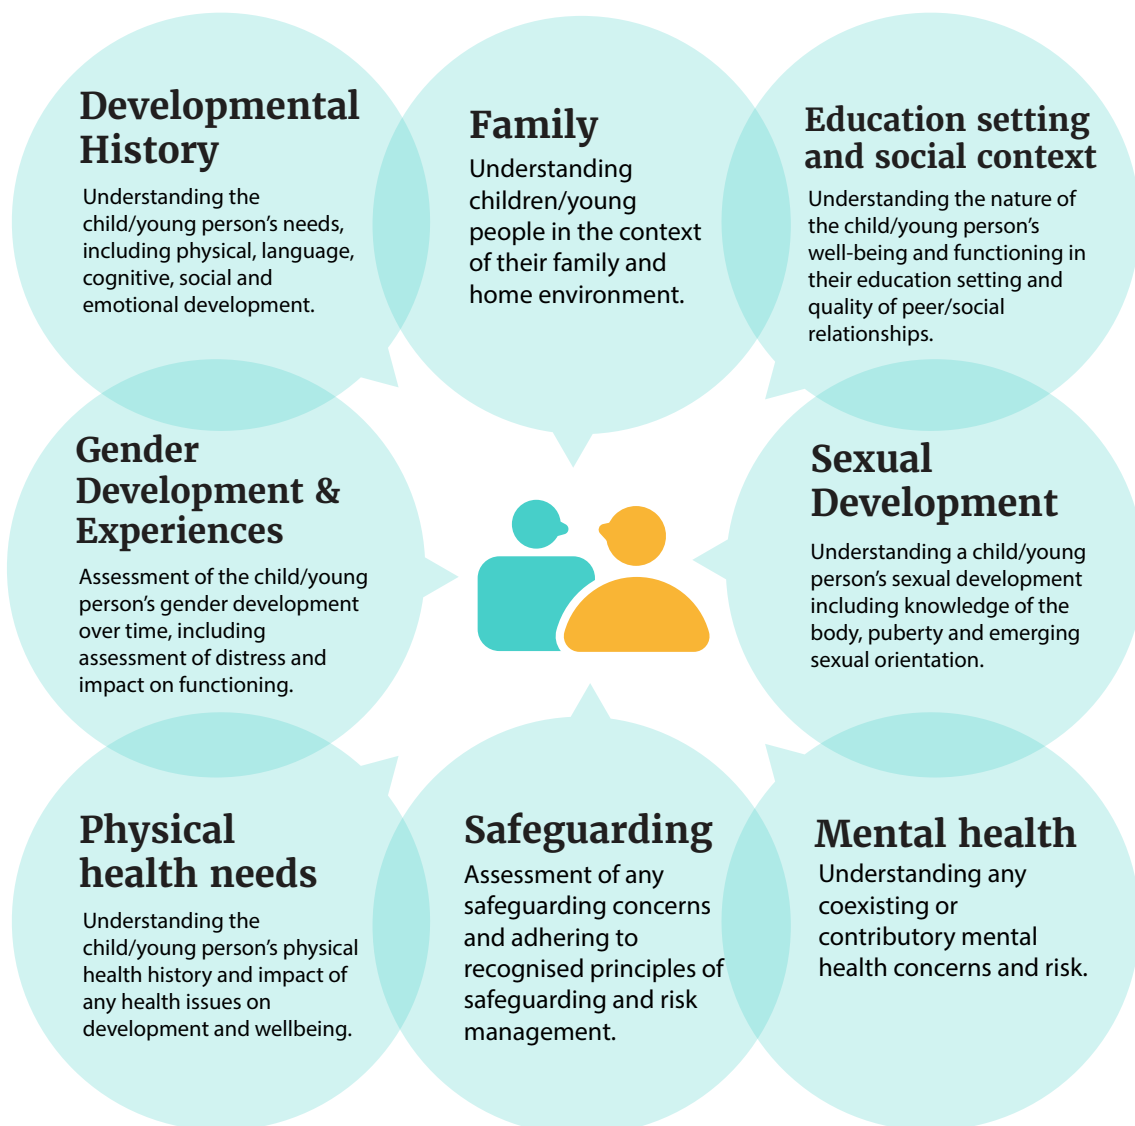 Developmental
History
Understanding the
child/young person's needs,
including physical, language,
cognitive, social and
emotional development.
Family
Understanding
children/young
people in the context
of their family and
home environment.
Education setting
and social context
Understanding the nature of
the child/young person's
well-being and functioning in
their education setting and
quality of peer/social
relationships.
Gender
Development &
Experiences
Assessment of the child/young
person's gender development
over time, including
assessment of distress and
impact on functioning.
Sexual
Development
Understanding a child/young
person's sexual development
including knowledge of the
body, puberty and emerging
sexual orientation.
Physical
health needs
Understanding the
child/young person's physical
health history and impact of
any health issues on
development and wellbeing.
Safeguarding
Assessment of any
safeguarding concerns
and adhering to
recognised principles of
safeguarding and risk
management.
Mental health
Understanding any
coexisting or
contributory mental
health concerns and risk.